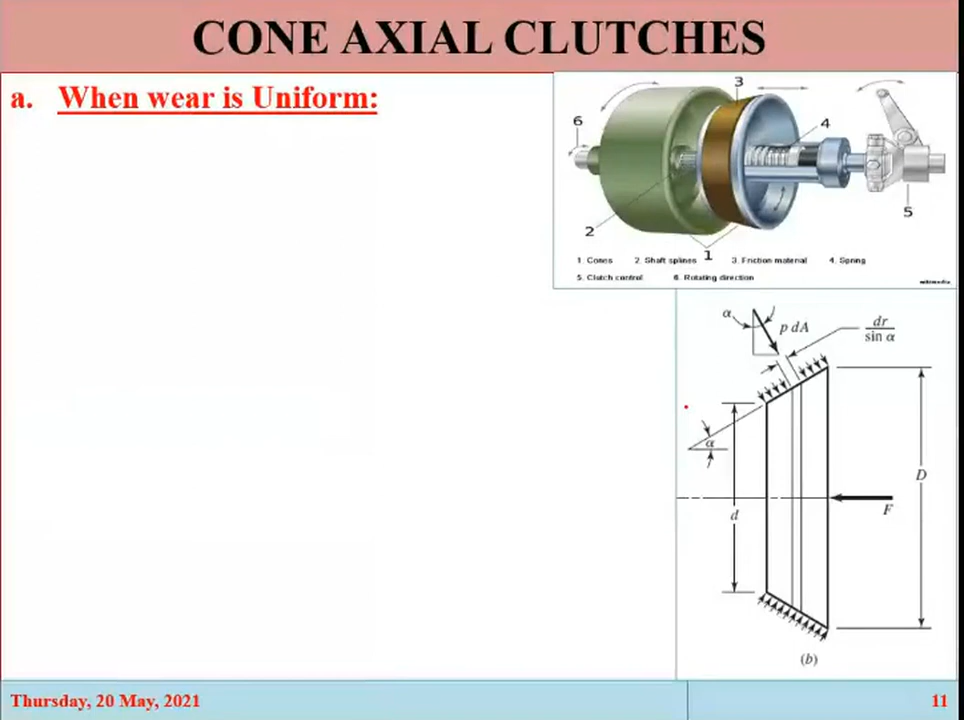 CONE AXIAL CLUTCHES
a. When wear is Uniform:
3
6
4
5
2
1
1. Cones 2. Shaft splines 3. Friction material 4. Spring
5. Clutch control 6. Rotating direction
wikimedia
α
p dA
dr
sin α
α
D
d
F
(b)
Thursday, 20 May, 2021
11